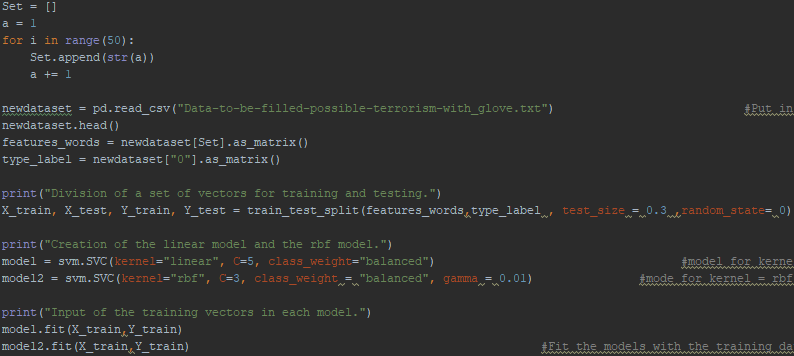 Set = []
a = 1
for i in range(50):
    Set.append(str(a))
    a += 1
newdataset = pd.read_csv("Data-to-be-filled-possible-terrorism-with_glove.txt") #Put in
newdataset.head()
features_words = newdataset[Set].as_matrix()
type_label = newdataset["0"].as_matrix()
print("Division of a set of vectors for training and testing.")
X_train, X_test, Y_train, Y_test = train_test_split(features_words,type_label , test_size = 0.3 ,random_state= 0)
print("Creation of the linear model and the rbf model.")
model = svm.SVC(kernel="linear", C=5, class_weight="balanced") #model for kerne
model2 = svm.SVC(kernel="rbf", C=3, class_weight = "balanced", gamma = 0.01) #mode for kernel = rbf
print("Input of the training vectors in each model.")
model.fit(X_train,Y_train)
model2.fit(X_train,Y_train) #Fit the models with the training da